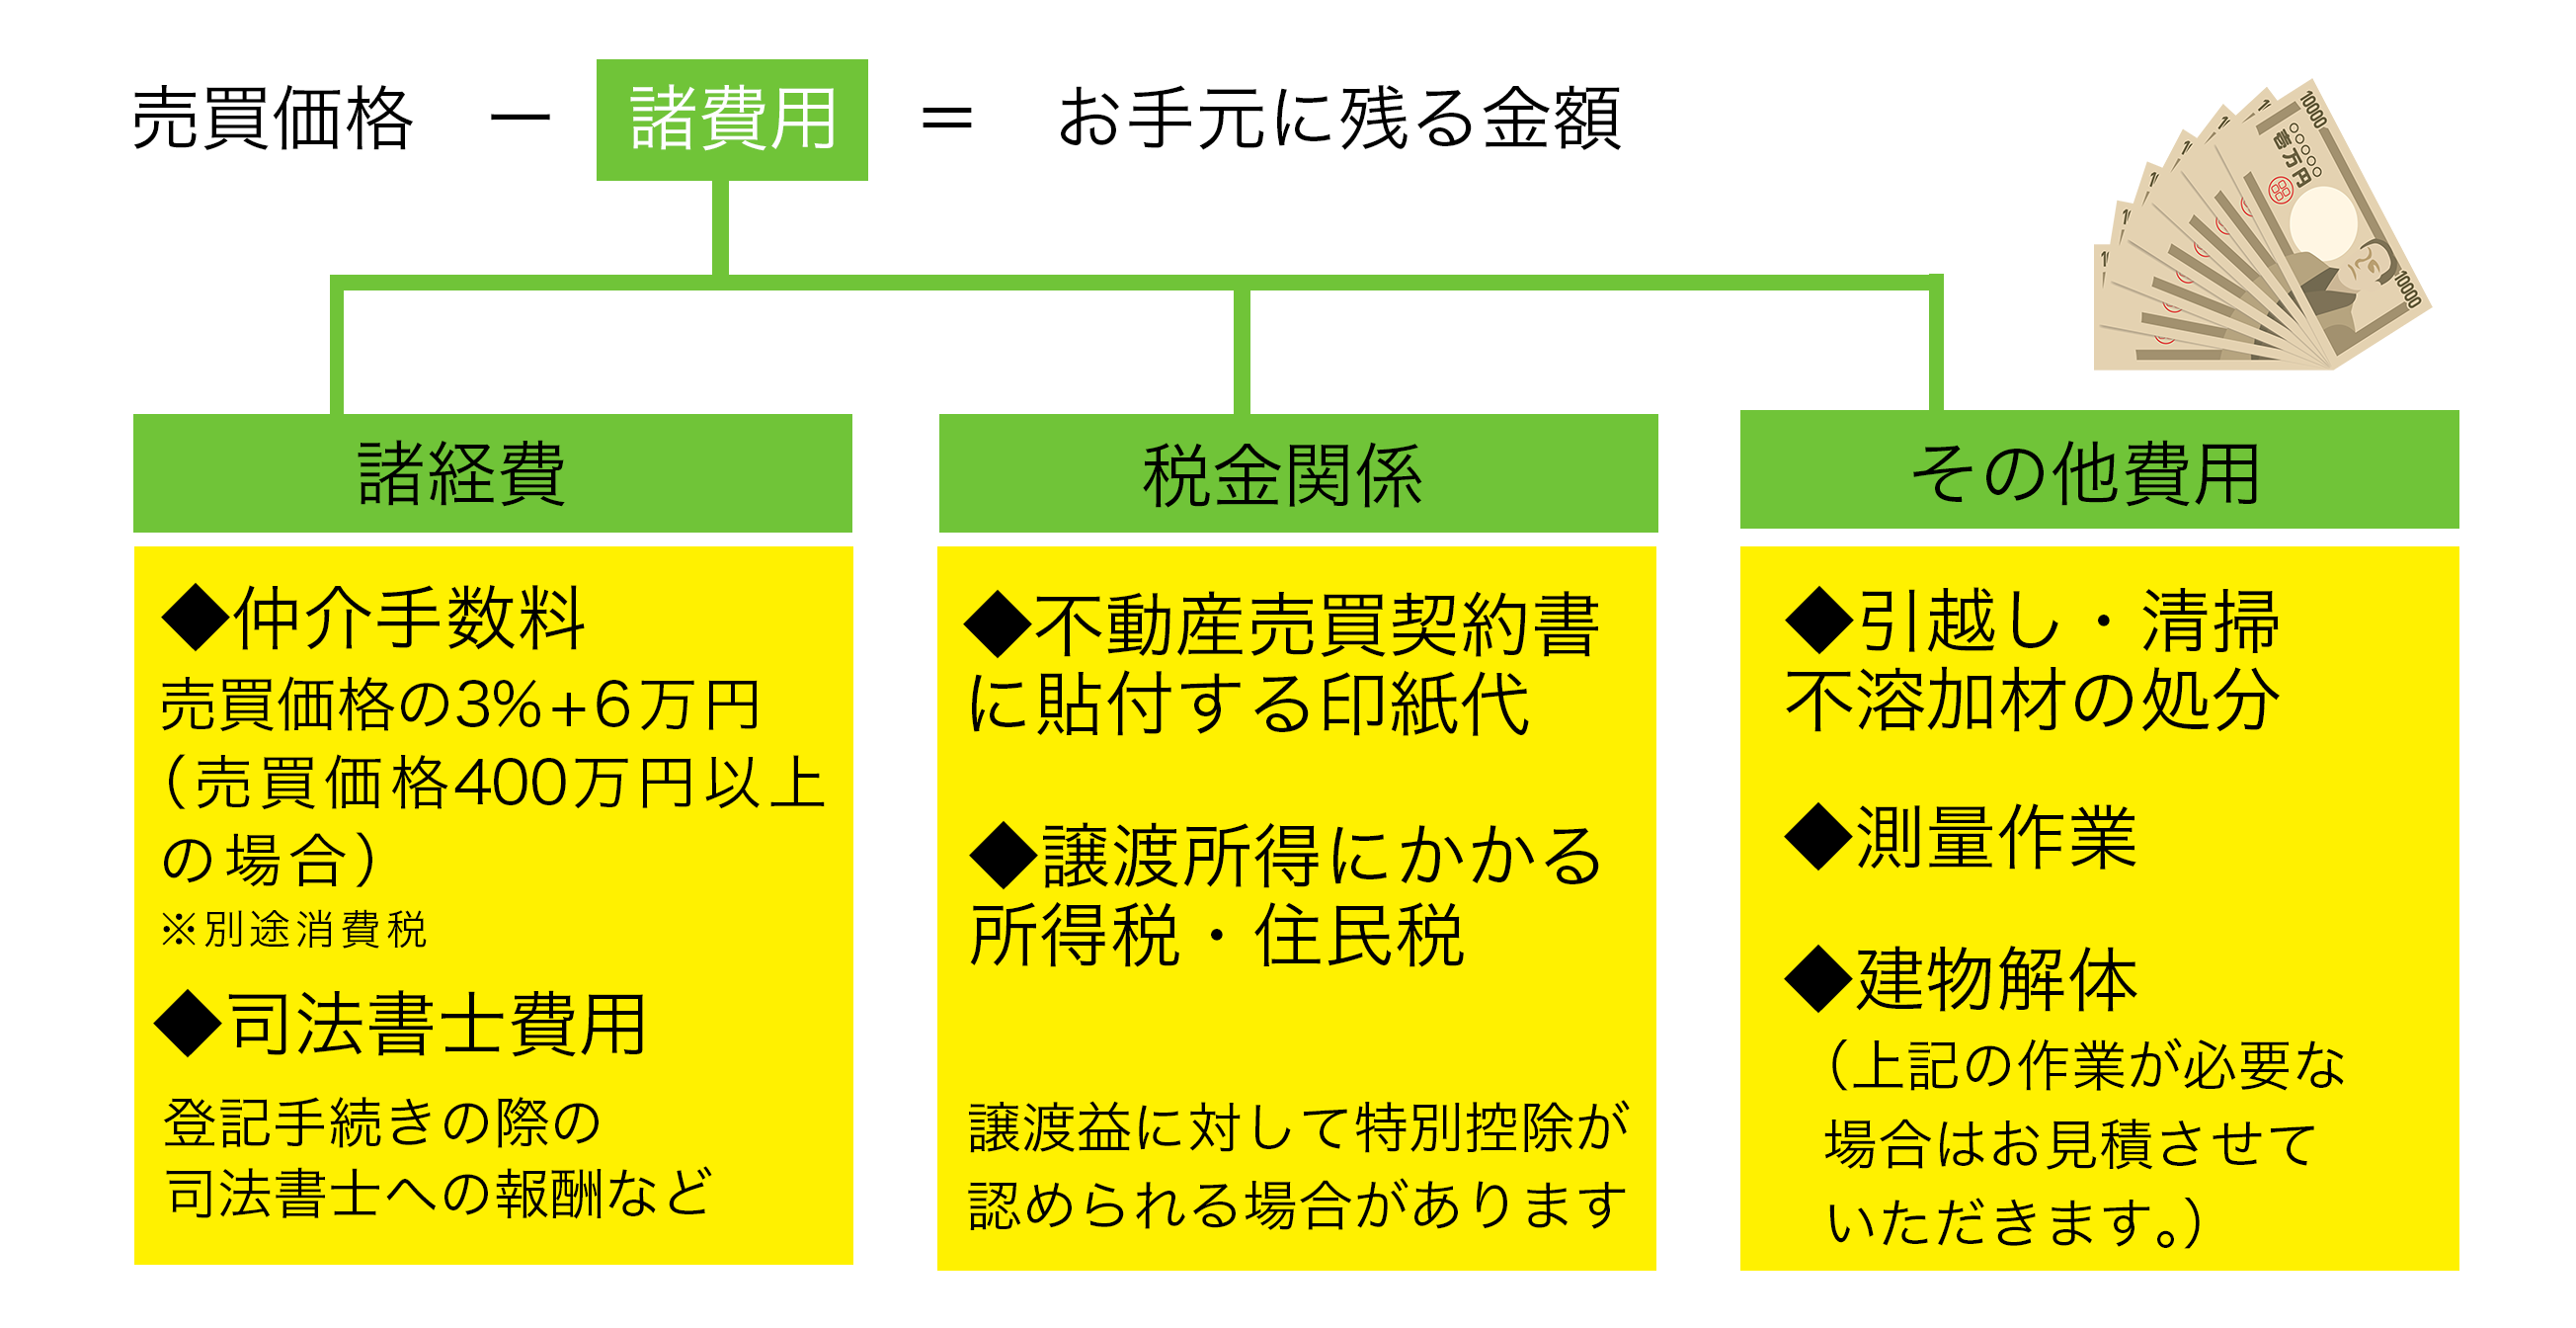 売買価格 － 諸費用 ＝ お手元に残る金額
10000
壱万円
10000
諸経費
◆仲介手数料
売買価格の3%+6万円
（売買価格400万円以上
の場合）
※別途消費税
◆司法書士費用
登記手続きの際の
司法書士への報酬など
税金関係
◆不動産売買契約書
に貼付する印紙代
◆譲渡所得にかかる
所得税・住民税
譲渡益に対して特別控除が
認められる場合があります
その他費用
◆引越し・清掃
不溶加材の処分
◆測量作業
◆建物解体
（上記の作業が必要な
場合はお見積させて
いただきます。）